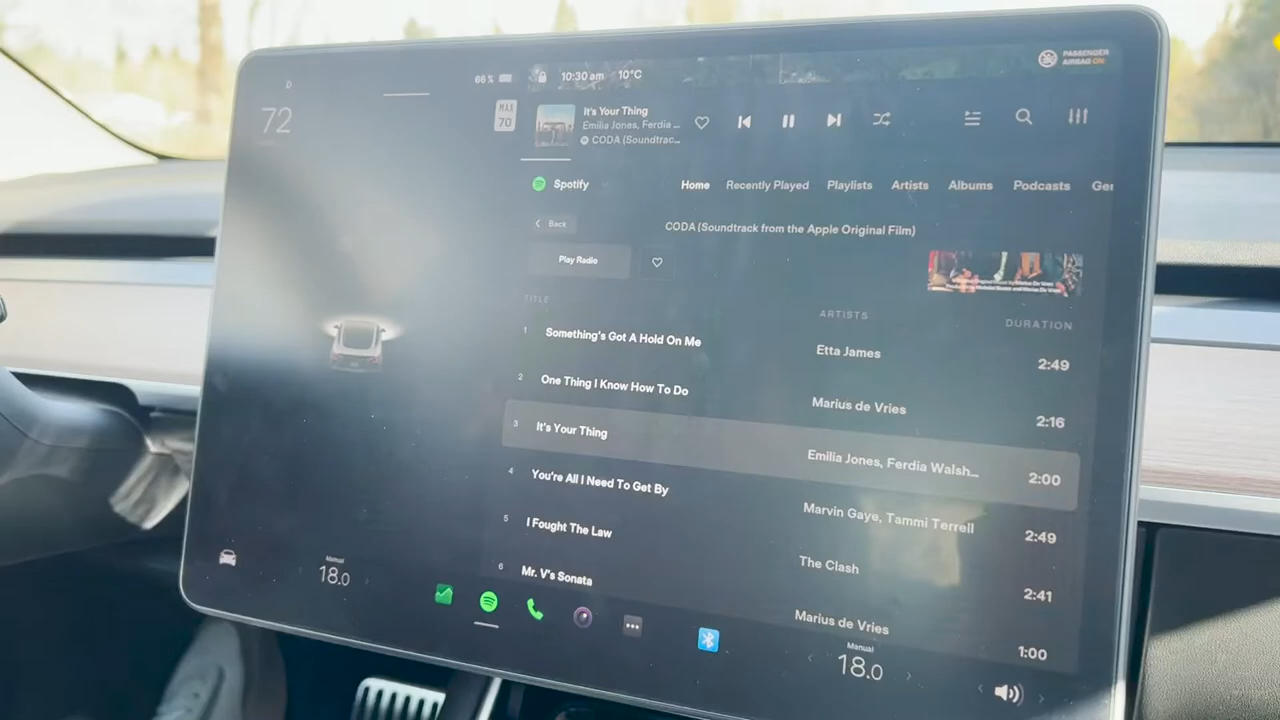 D
66%
10:30 am
10°C
PASSENGER
AIRBAG ON
72
MAX
70
It's Your Thing
Emilia Jones, Ferdia ...
CODA (Soundtrac...
Spotify
Home
Recently Played
Playlists
Artists
Albums
Podcasts
Ge
Back
CODA (Soundtrack from the Apple Original Film)
Play Radio
TITLE
ARTISTS
DURATION
1 Something's Got A Hold On Me Etta James 2:49
2 One Thing I Know How To Do Marius de Vries 2:16
3 It's Your Thing Emilia Jones, Ferdia Walsh... 2:00
4 You're All I Need To Get By Marvin Gaye, Tammi Terrell 2:49
5 I Fought The Law The Clash 2:41
6 Mr. V's Sonata Marius de Vries 1:00
Manual
18.0
Manual
18.0